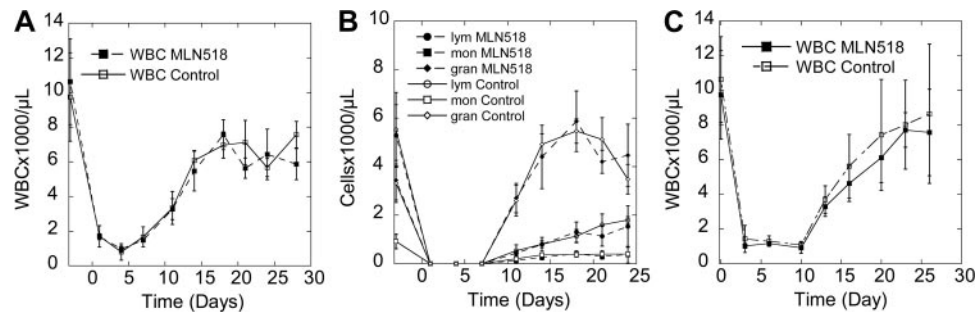 A
14
12
10
8
6
4
2
0
WBCx1000/μL
WBC MLN518
WBC Control
0 5 10 15 20 25 30
Time (Days)
B
10
8
6
4
2
0
Cellsx1000/μL
lym MLN518
mon MLN518
gran MLN518
lym Control
mon Control
gran Control
0 5 10 15 20 25
Time (Days)
C
14
12
10
8
6
4
2
0
WBCx1000/μL
WBC MLN518
WBC Control
0 5 10 15 20 25 30
Time (Day)